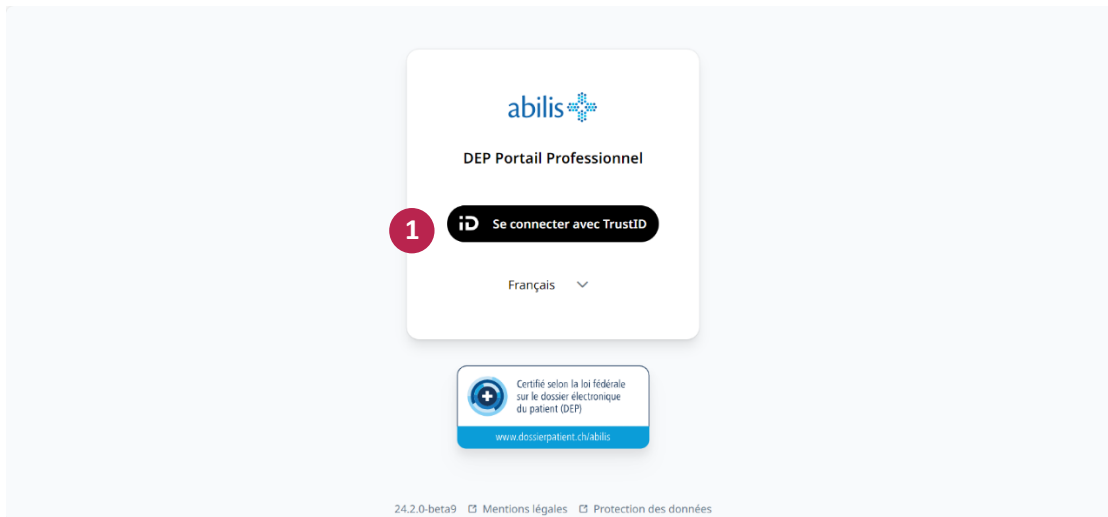 abilis
DEP Portail Professionnel
1
iD Se connecter avec TrustID
Français
Certifié selon la loi fédérale
sur le dossier électronique
du patient (DEP)
www.dossierpatient.ch/abilis
24.2.0-beta9 Mentions légales Protection des données